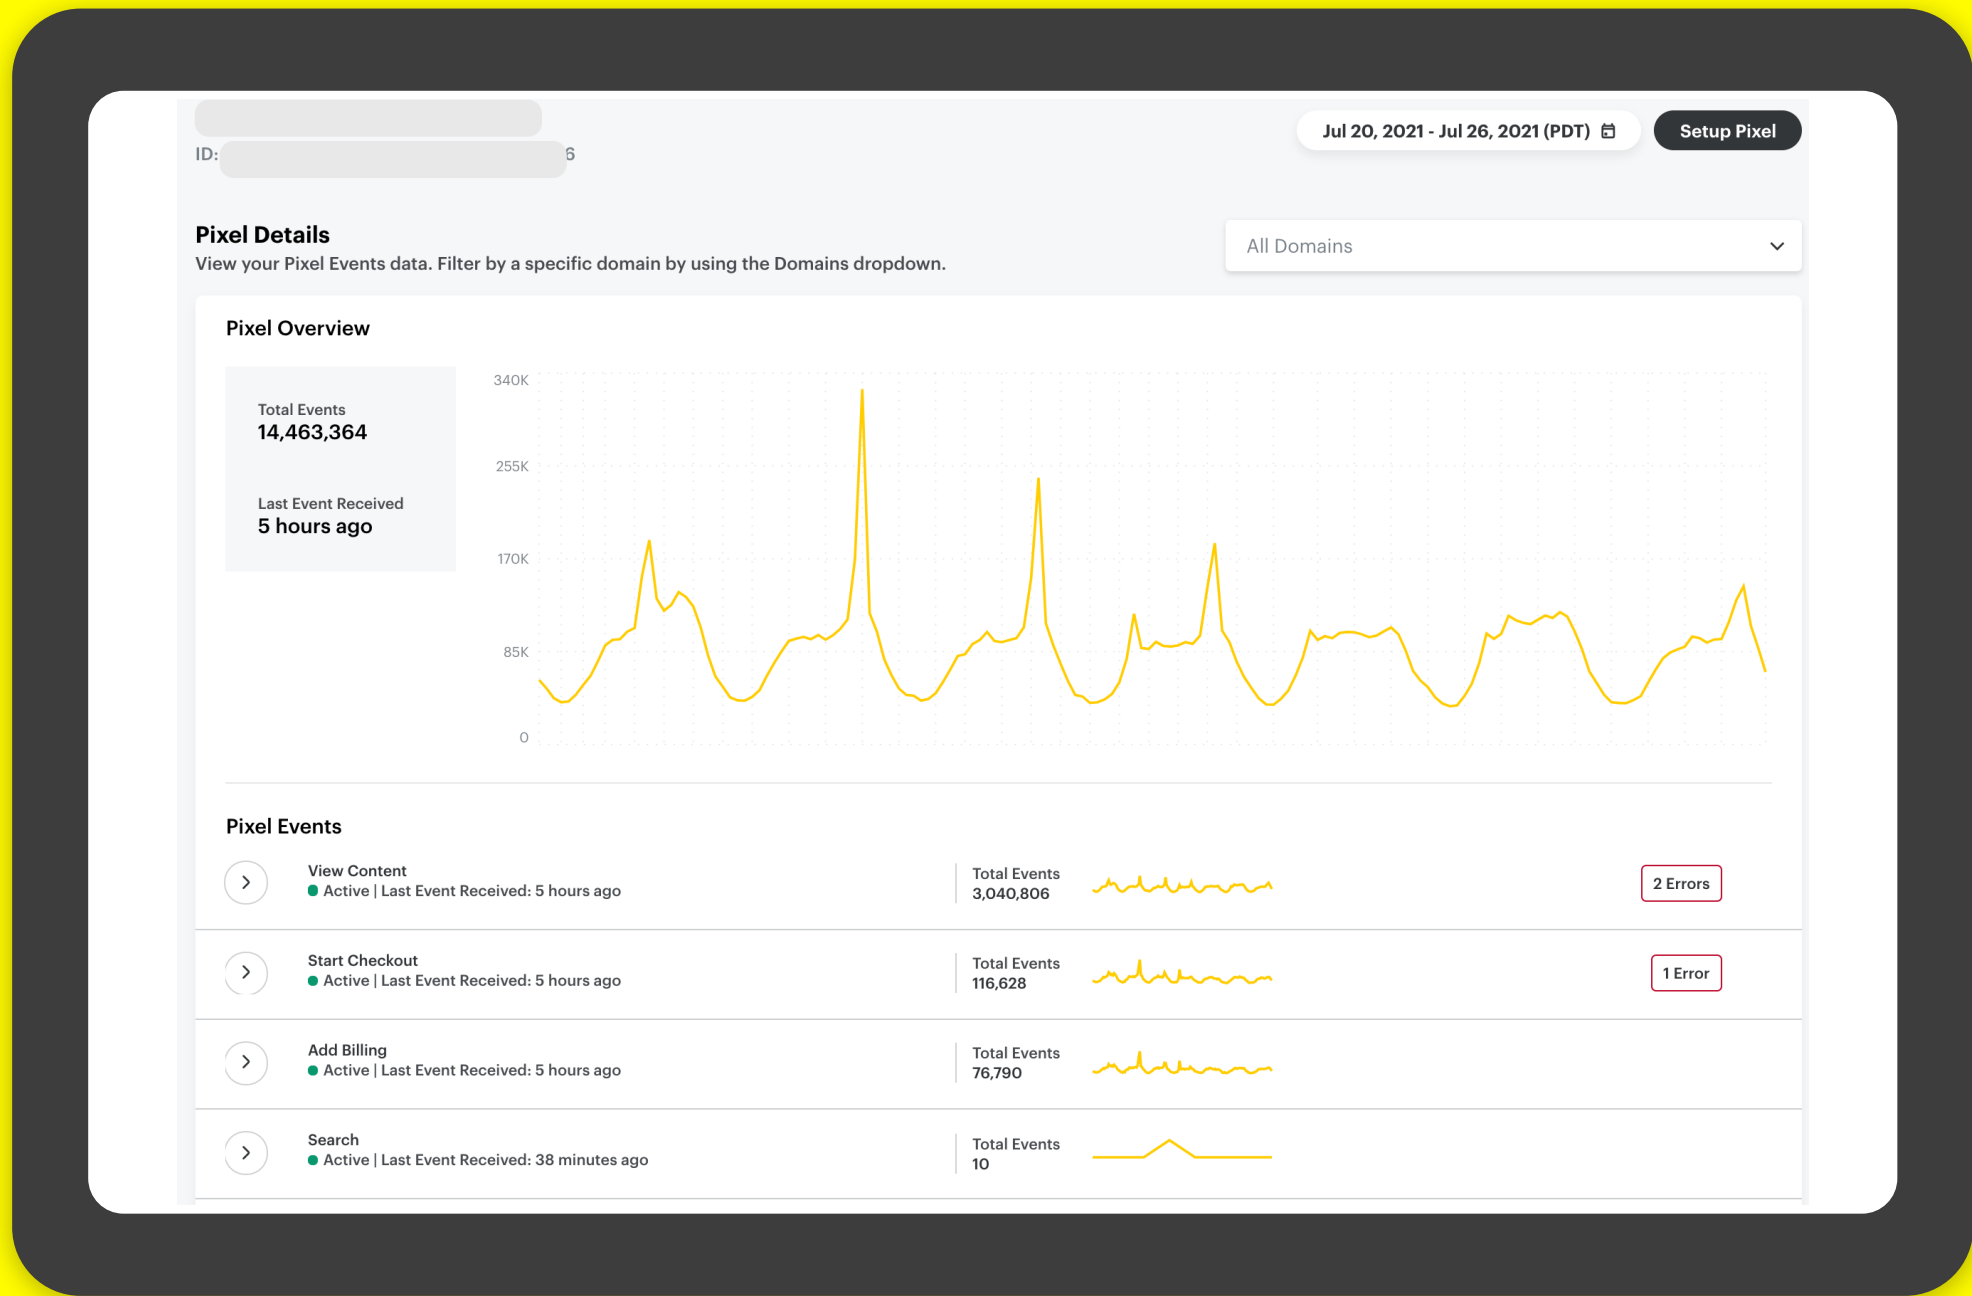 Jul 20, 2021 - Jul 26, 2021 (PDT)
Setup Pixel
ID:
6
Pixel Details
View your Pixel Events data. Filter by a specific domain by using the Domains dropdown.
All Domains
Pixel Overview
Total Events
14,463,364
Last Event Received
5 hours ago
340K
255K
170K
85K
0
Pixel Events
View Content
Active | Last Event Received: 5 hours ago
Total Events
3,040,806
2 Errors
Start Checkout
Active | Last Event Received: 5 hours ago
Total Events
116,628
1 Error
Add Billing
Active | Last Event Received: 5 hours ago
Total Events
76,790
Search
Active | Last Event Received: 38 minutes ago
Total Events
10